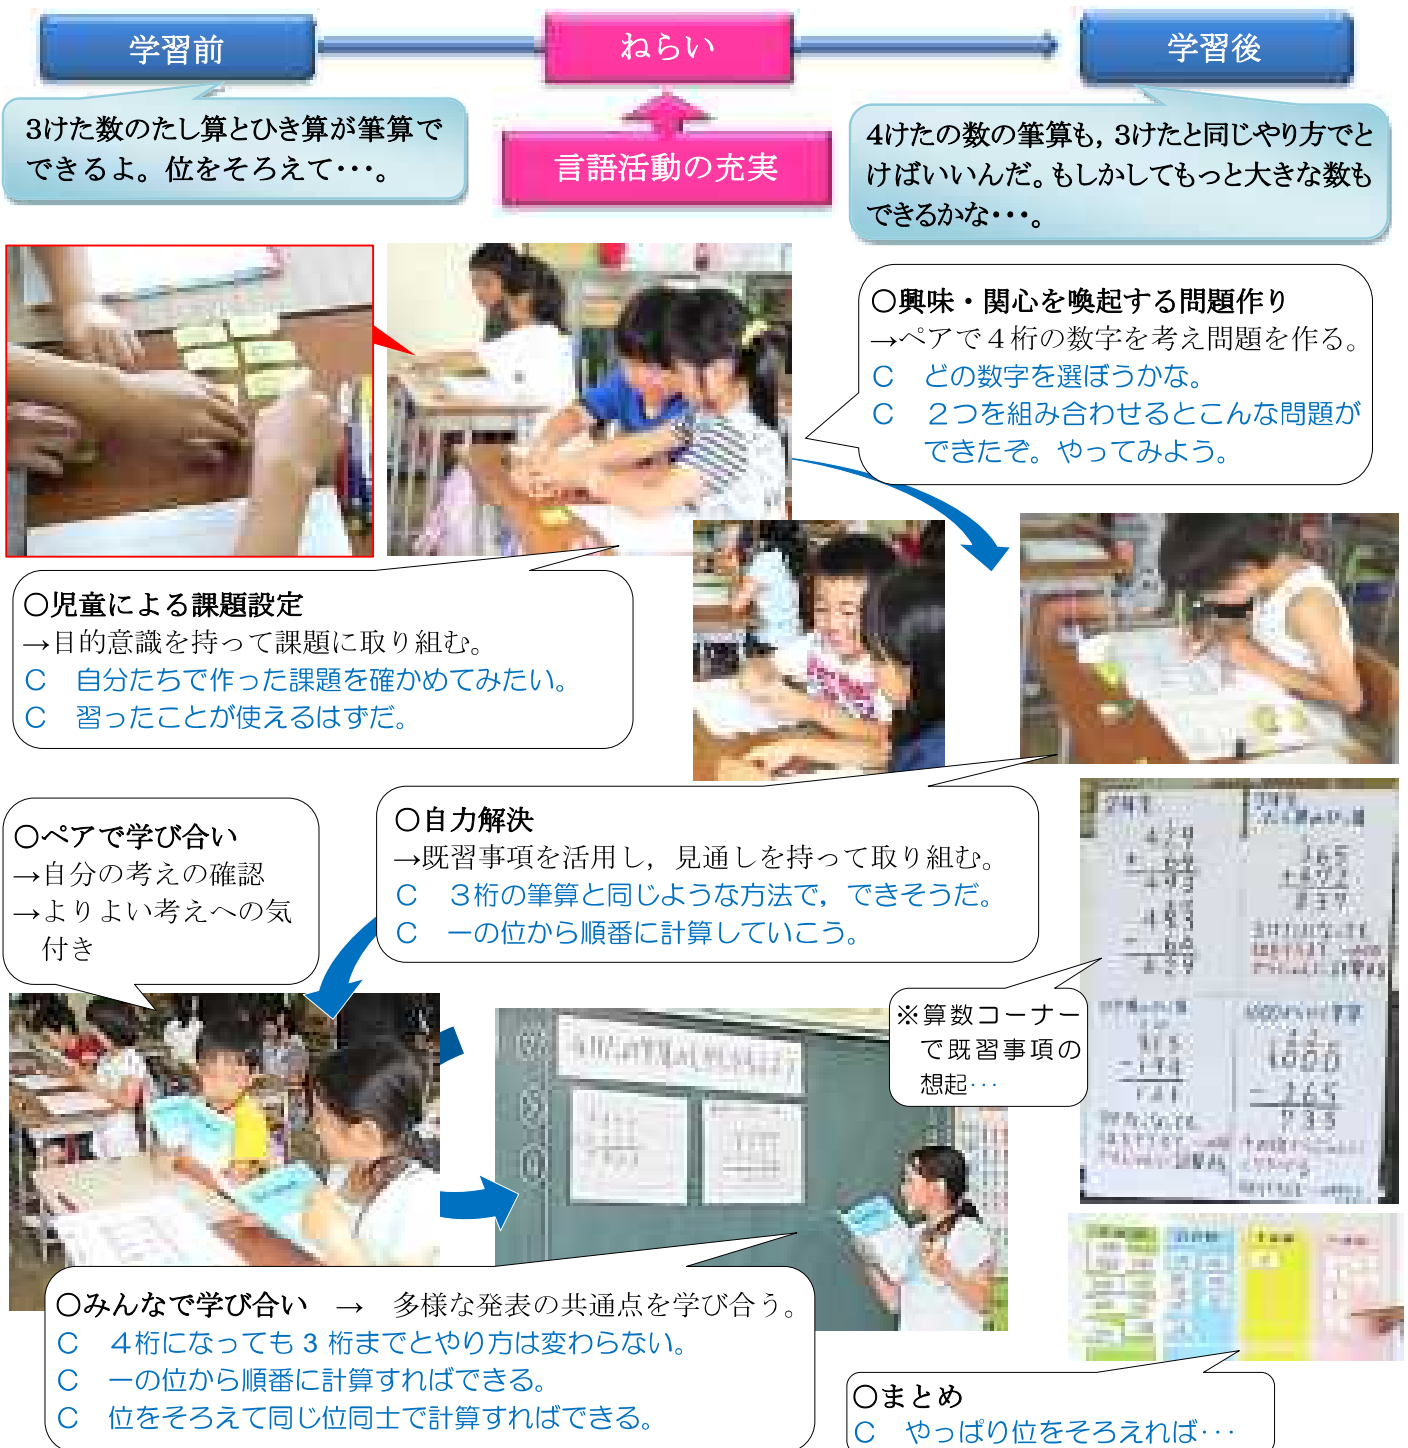 学習前
ねらい
学習後
3けた数のたし算とひき算が筆算で
できるよ。位をそろえて･･･。
言語活動の充実
4けたの数の筆算も，3けたと同じやり方でと
けばいいんだ。もしかしてもっと大きな数も
できるかな･･･。
○興味・関心を喚起する問題作り
→ペアで４桁の数字を考え問題を作る。
Ｃ　どの数字を選ぼうかな。
Ｃ　２つを組み合わせるとこんな問題が
できたぞ。やってみよう。
○児童による課題設定
→目的意識を持って課題に取り組む。
Ｃ　自分たちで作った課題を確かめてみたい。
Ｃ　習ったことが使えるはずだ。
○自力解決
→既習事項を活用し，見通しを持って取り組む。
Ｃ　３桁の筆算と同じような方法で，できそうだ。
Ｃ　一の位から順番に計算していこう。
○ペアで学び合い
→自分の考えの確認
→よりよい考えへの気
付き
※算数コーナー
で既習事項の
想起･･･
429
+ 64
493
493
- 64
429
365
+472
837
1000
- 265
735
○みんなで学び合い　→　多様な発表の共通点を学び合う。
Ｃ　４桁になっても 3 桁までとやり方は変わらない。
Ｃ　一の位から順番に計算すればできる。
Ｃ　位をそろえて同じ位同士で計算すればできる。
○まとめ
Ｃ　やっぱり位をそろえれば･･･